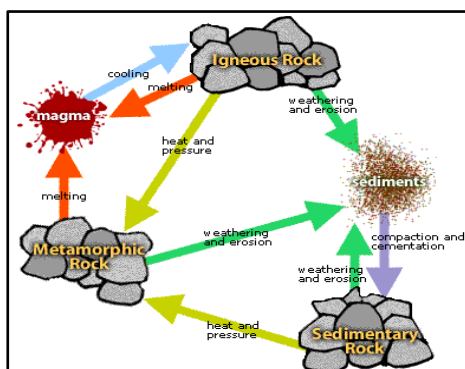 Igneous Rock
cooling
melting
magma
weathering
and erosion
heat and
pressure
sediments
melting
weathering
and erosion
compaction and
cementation
Metamorphic
Rock
weathering
and erosion
heat and
pressure
Sedimentary
Rock